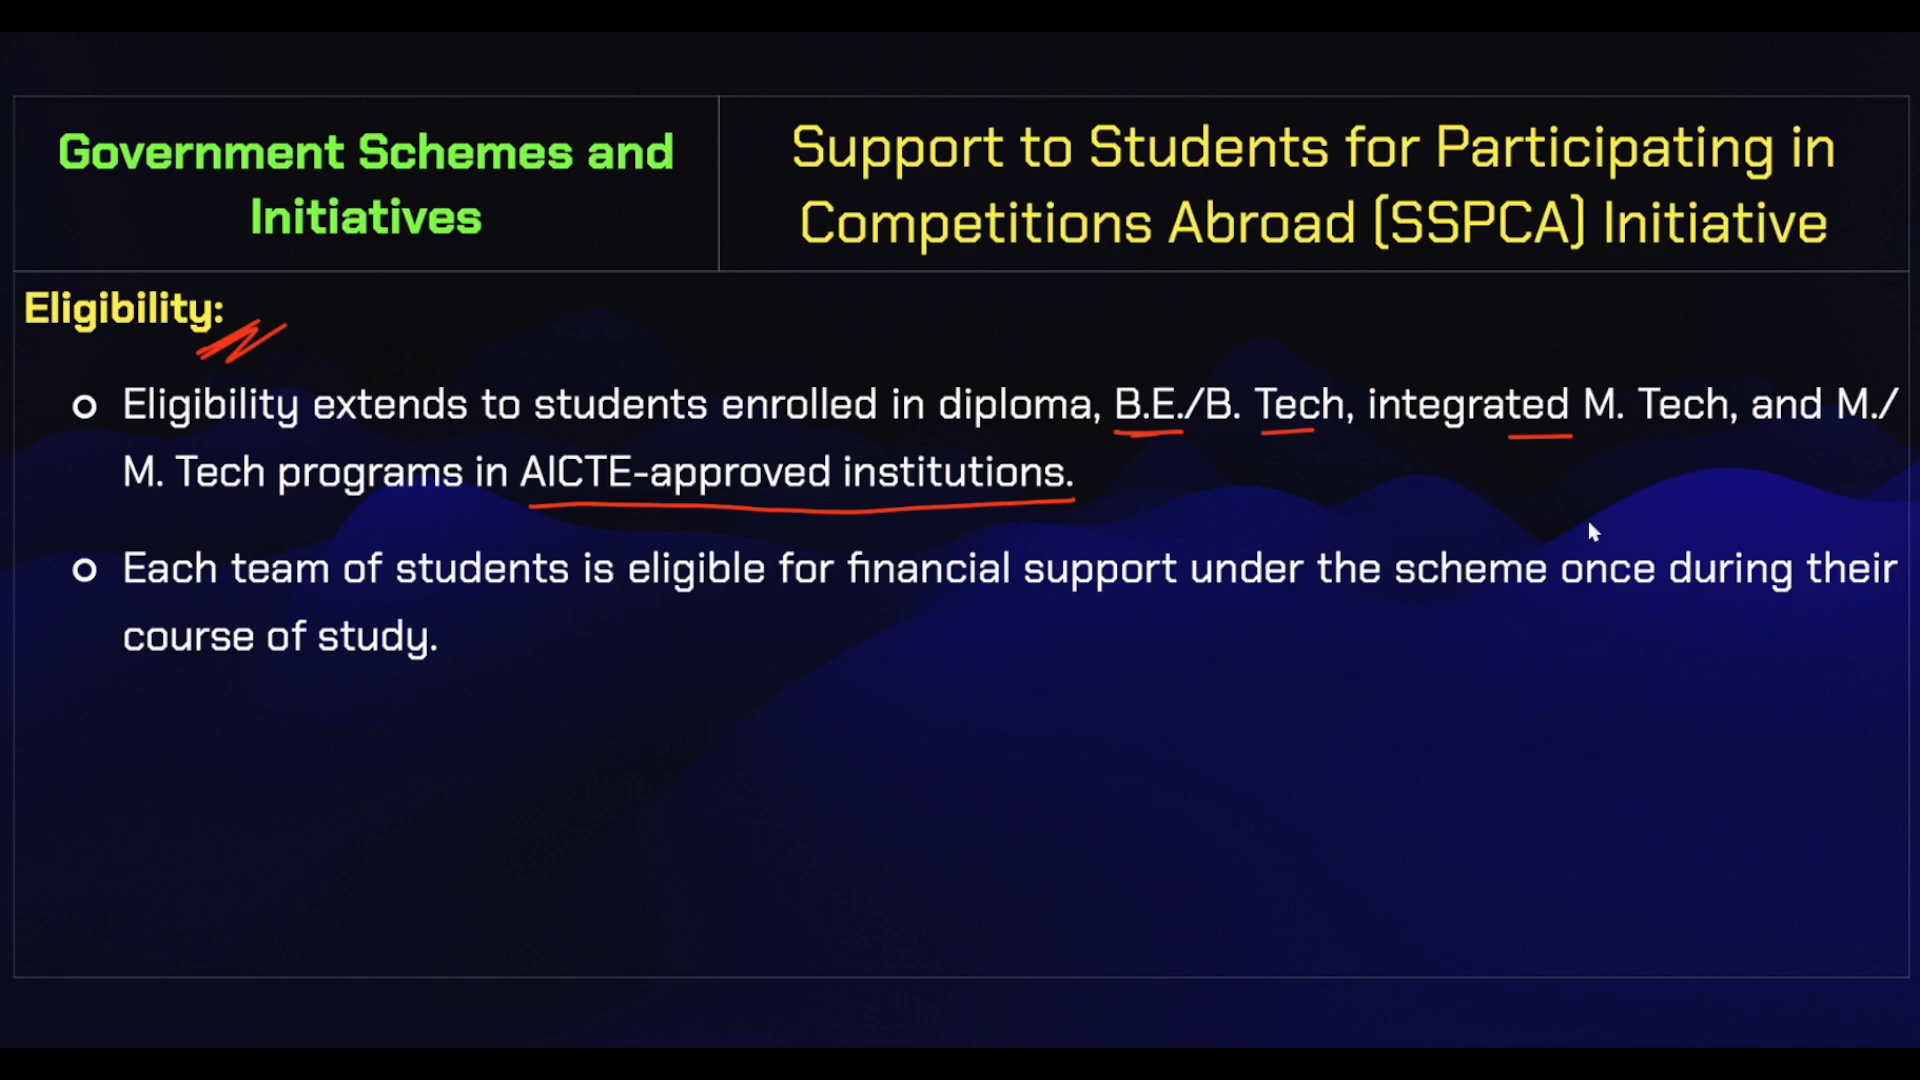 Government Schemes and
Initiatives
Support to Students for Participating in
Competitions Abroad (SSPCA) Initiative
Eligibility:
Eligibility extends to students enrolled in diploma, B.E./B. Tech, integrated M. Tech, and M./
M. Tech programs in AICTE-approved institutions.
Each team of students is eligible for financial support under the scheme once during their
course of study.